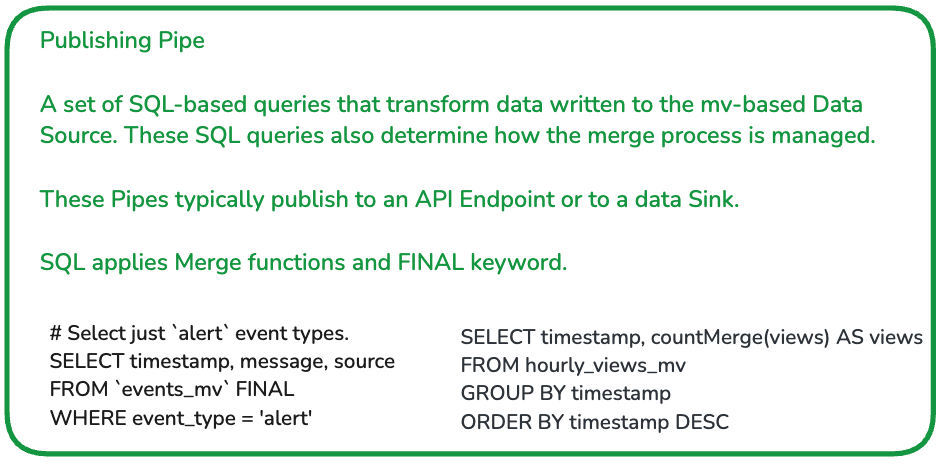 Publishing Pipe
A set of SQL-based queries that transform data written to the mv-based Data
Source. These SQL queries also determine how the merge process is managed.
These Pipes typically publish to an API Endpoint or to a data Sink.
SQL applies Merge functions and FINAL keyword.
# Select just `alert` event types.
SELECT timestamp, message, source
FROM `events_mv` FINAL
WHERE event_type = 'alert'
SELECT timestamp, countMerge(views) AS views
FROM hourly_views_mv
GROUP BY timestamp
ORDER BY timestamp DESC